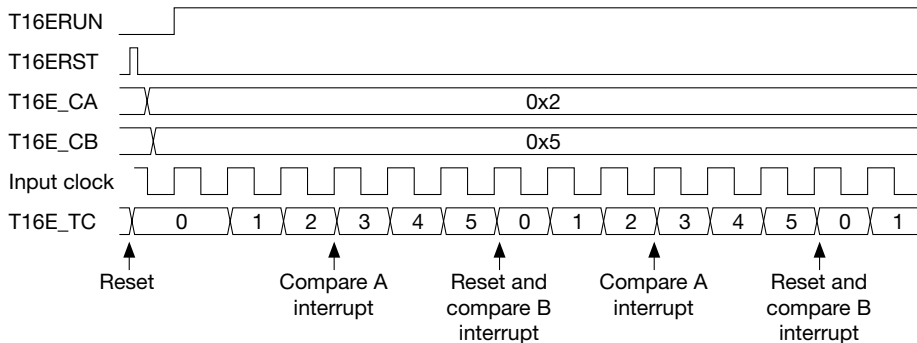 T16ERUN
T16ERST
T16E_CA 0x2
T16E_CB 0x5
Input clock
T16E_TC 0 1 2 3 4 5 0 1 2 3 4 5 0 1
Reset Compare A Reset and Compare A Reset and
interrupt compare B interrupt compare B
interrupt interrupt